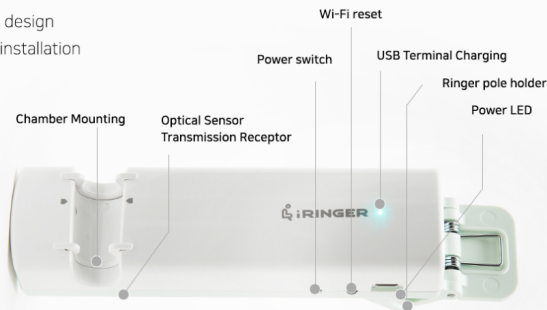 design
installation
Wi-Fi reset
Power switch
USB Terminal Charging
Ringer pole holder
Power LED
Chamber Mounting
Optical Sensor
Transmission Receptor
iRINGER